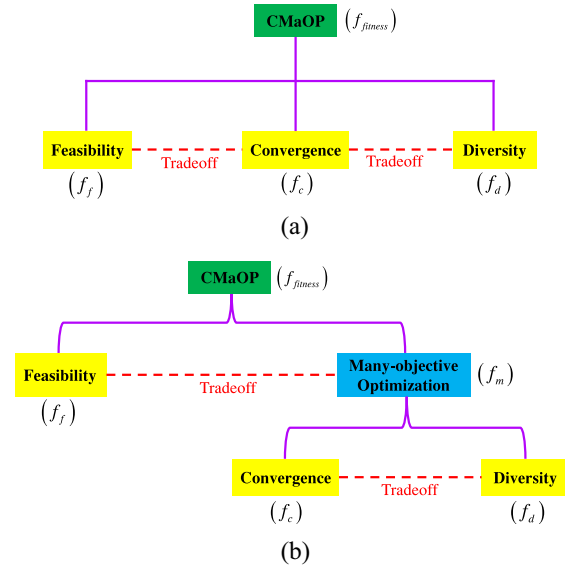 CMaOP (f_fitness)
Feasibility Tradeoff Convergence Tradeoff Diversity
(f_f) (f_c) (f_d)
(a)
CMaOP (f_fitness)
Feasibility Tradeoff Many-objective
Optimization (f_m)
(f_f)
Convergence Tradeoff Diversity
(f_c) (f_d)
(b)